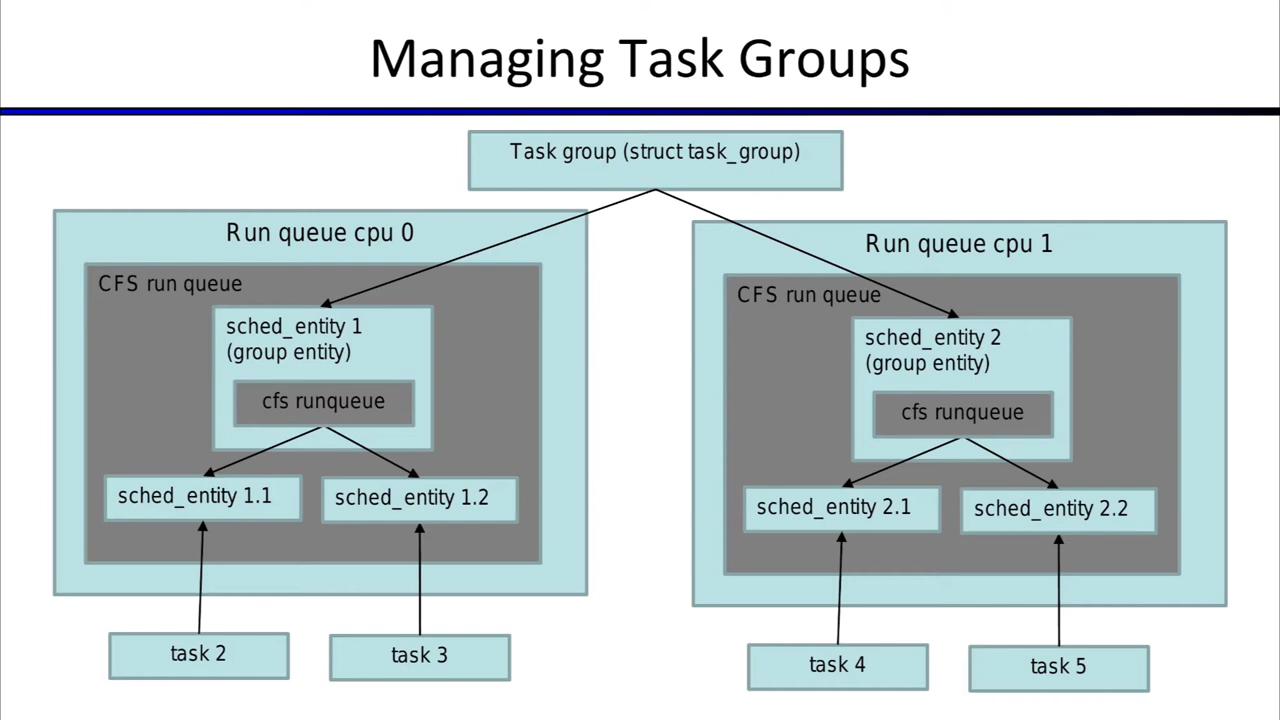 Managing Task Groups
Task group (struct task_group)
Run queue cpu 0
CFS run queue
sched_entity 1
(group entity)
cfs runqueue
sched_entity 1.1
sched_entity 1.2
task 2
task 3
Run queue cpu 1
CFS run queue
sched_entity 2
(group entity)
cfs runqueue
sched_entity 2.1
sched_entity 2.2
task 4
task 5